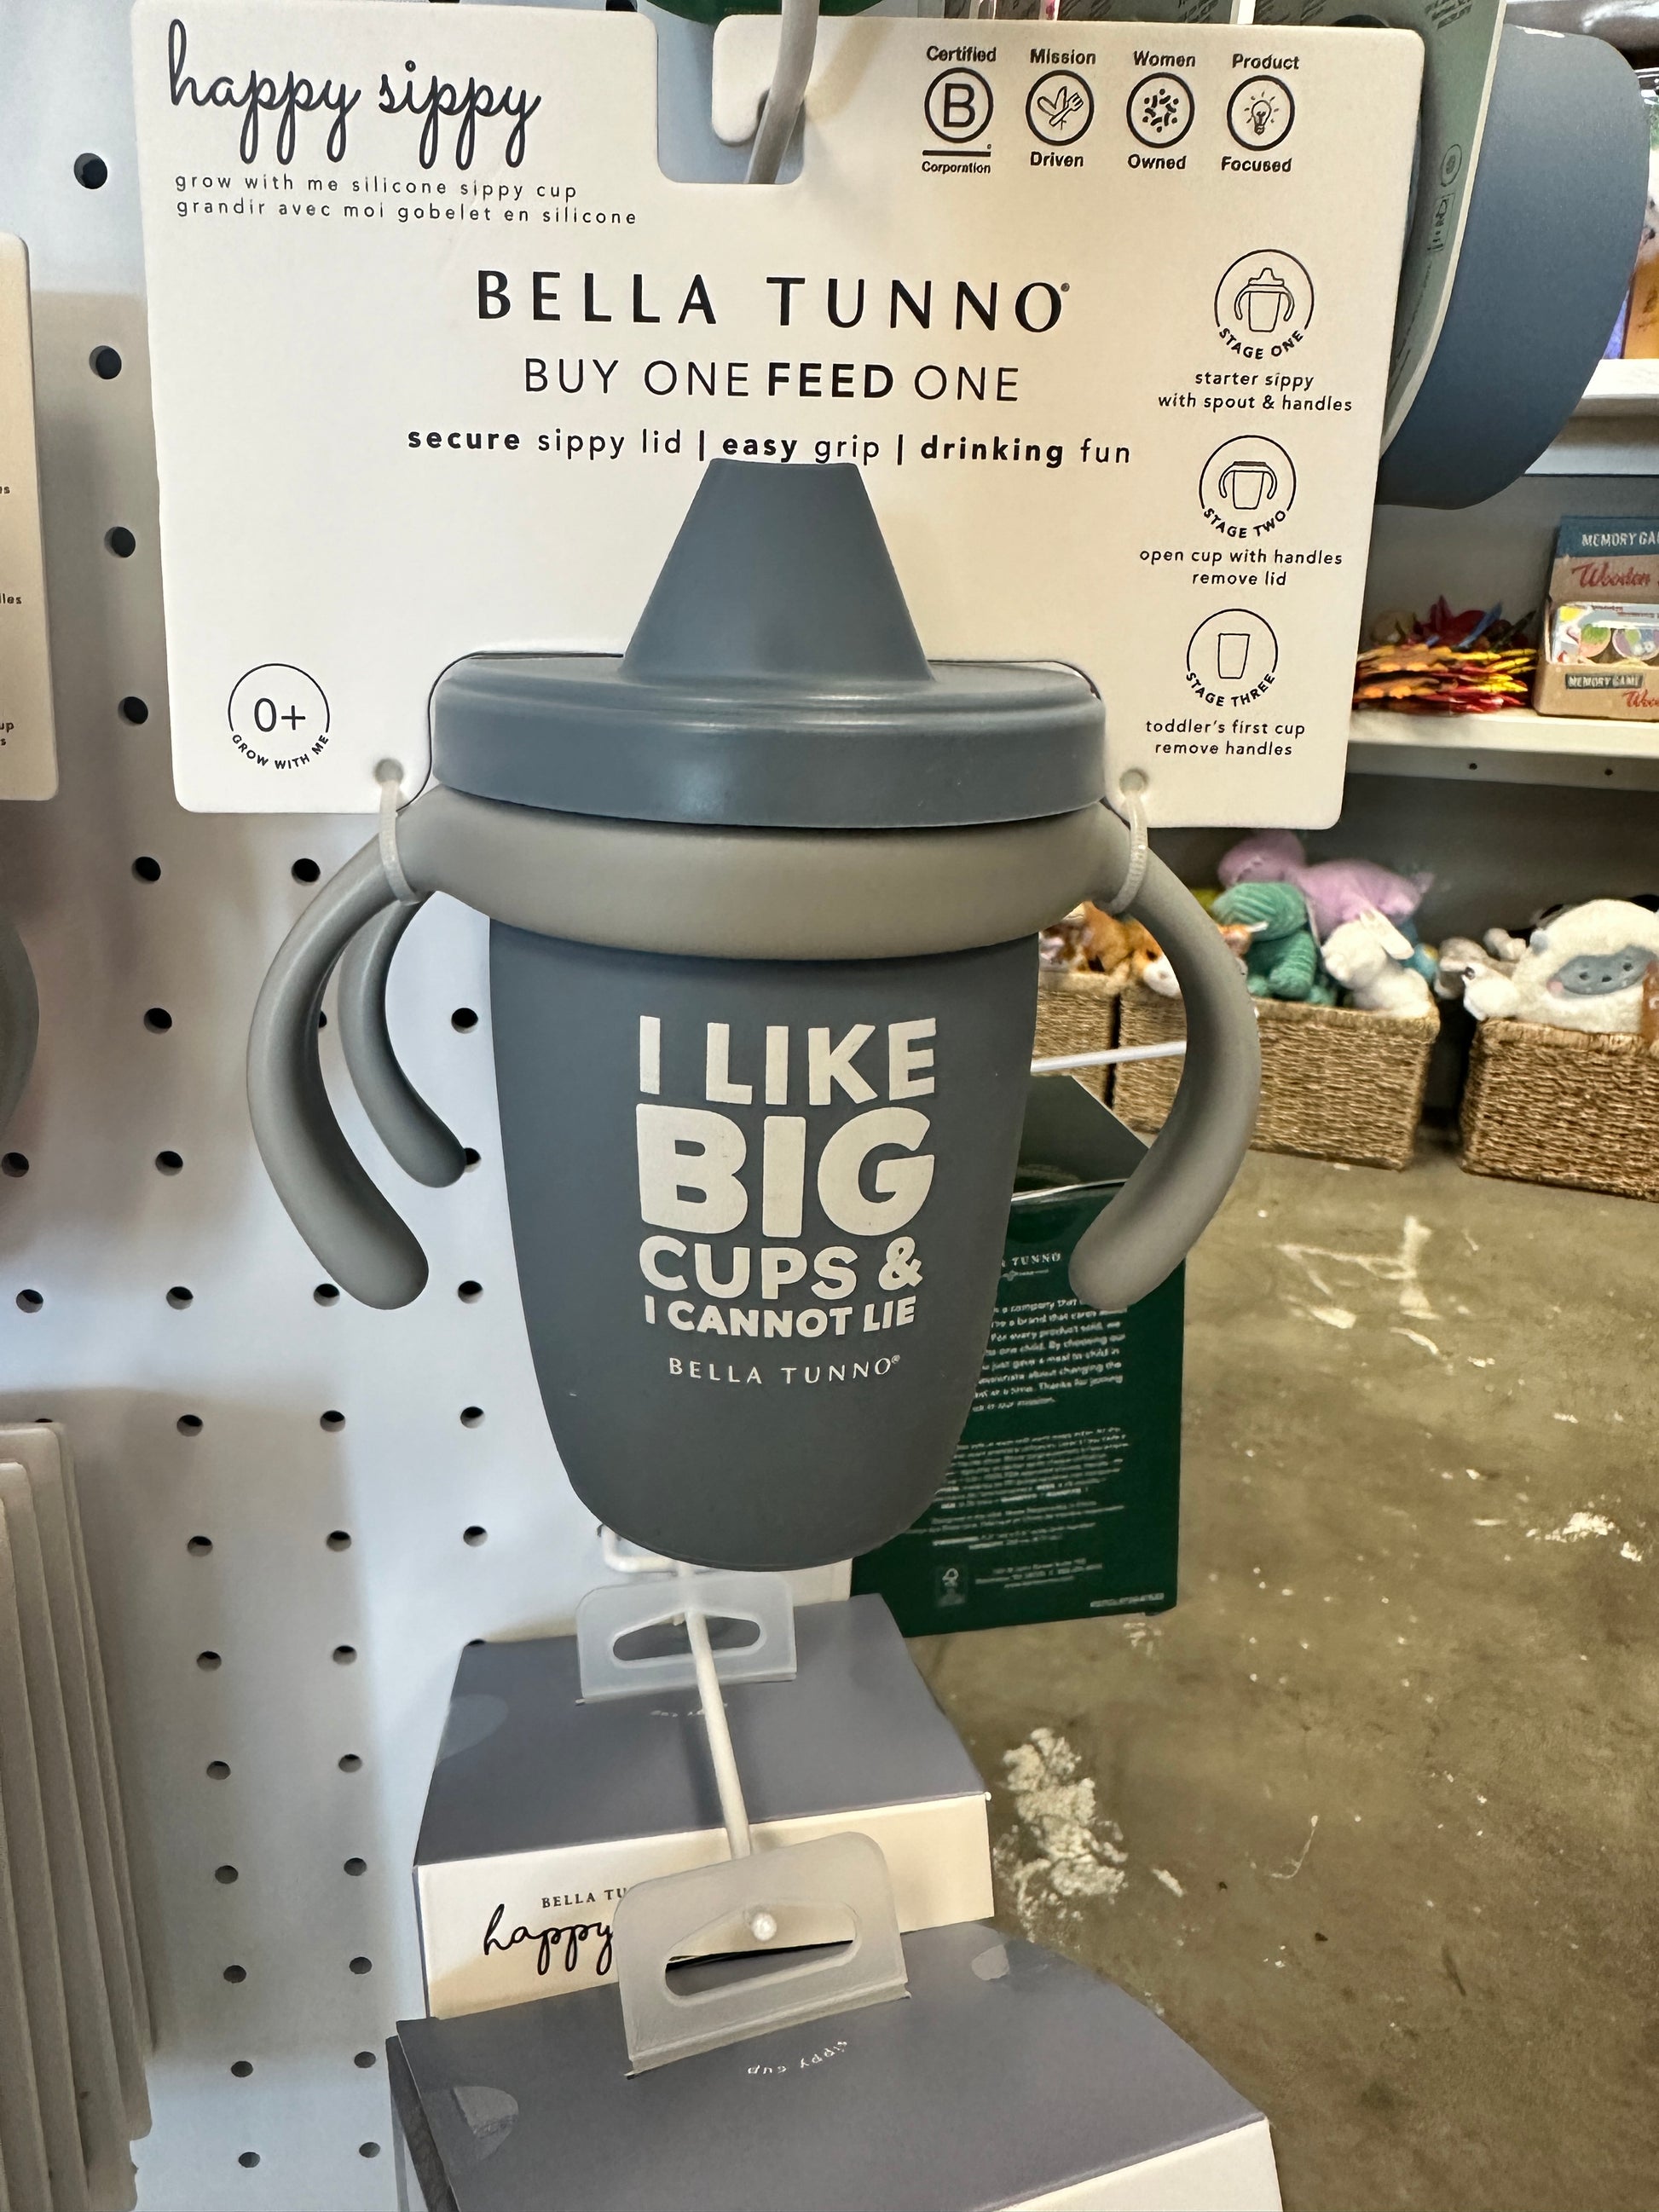 happy sippy
grow with me silicone sippy cup
grandir avec moi gobelet en silicone
Certified
B
Corporation
Mission
Driven
Women
Owned
Product
Focused
BELLA TUNNO®
BUY ONE FEED ONE
secure sippy lid | easy grip | drinking fun
STAGE ONE
starter sippy
with spout & handles
STAGE TWO
open cup with handles
remove lid
STAGE THREE
toddler's first cup
remove handles
0+
GROW WITH ME
I LIKE
BIG
CUPS &
I CANNOT LIE
BELLA TUNNO®
MEMORY
Wooden
MEMORY GAME
TUNNO
BELLA
happy
sippy cup